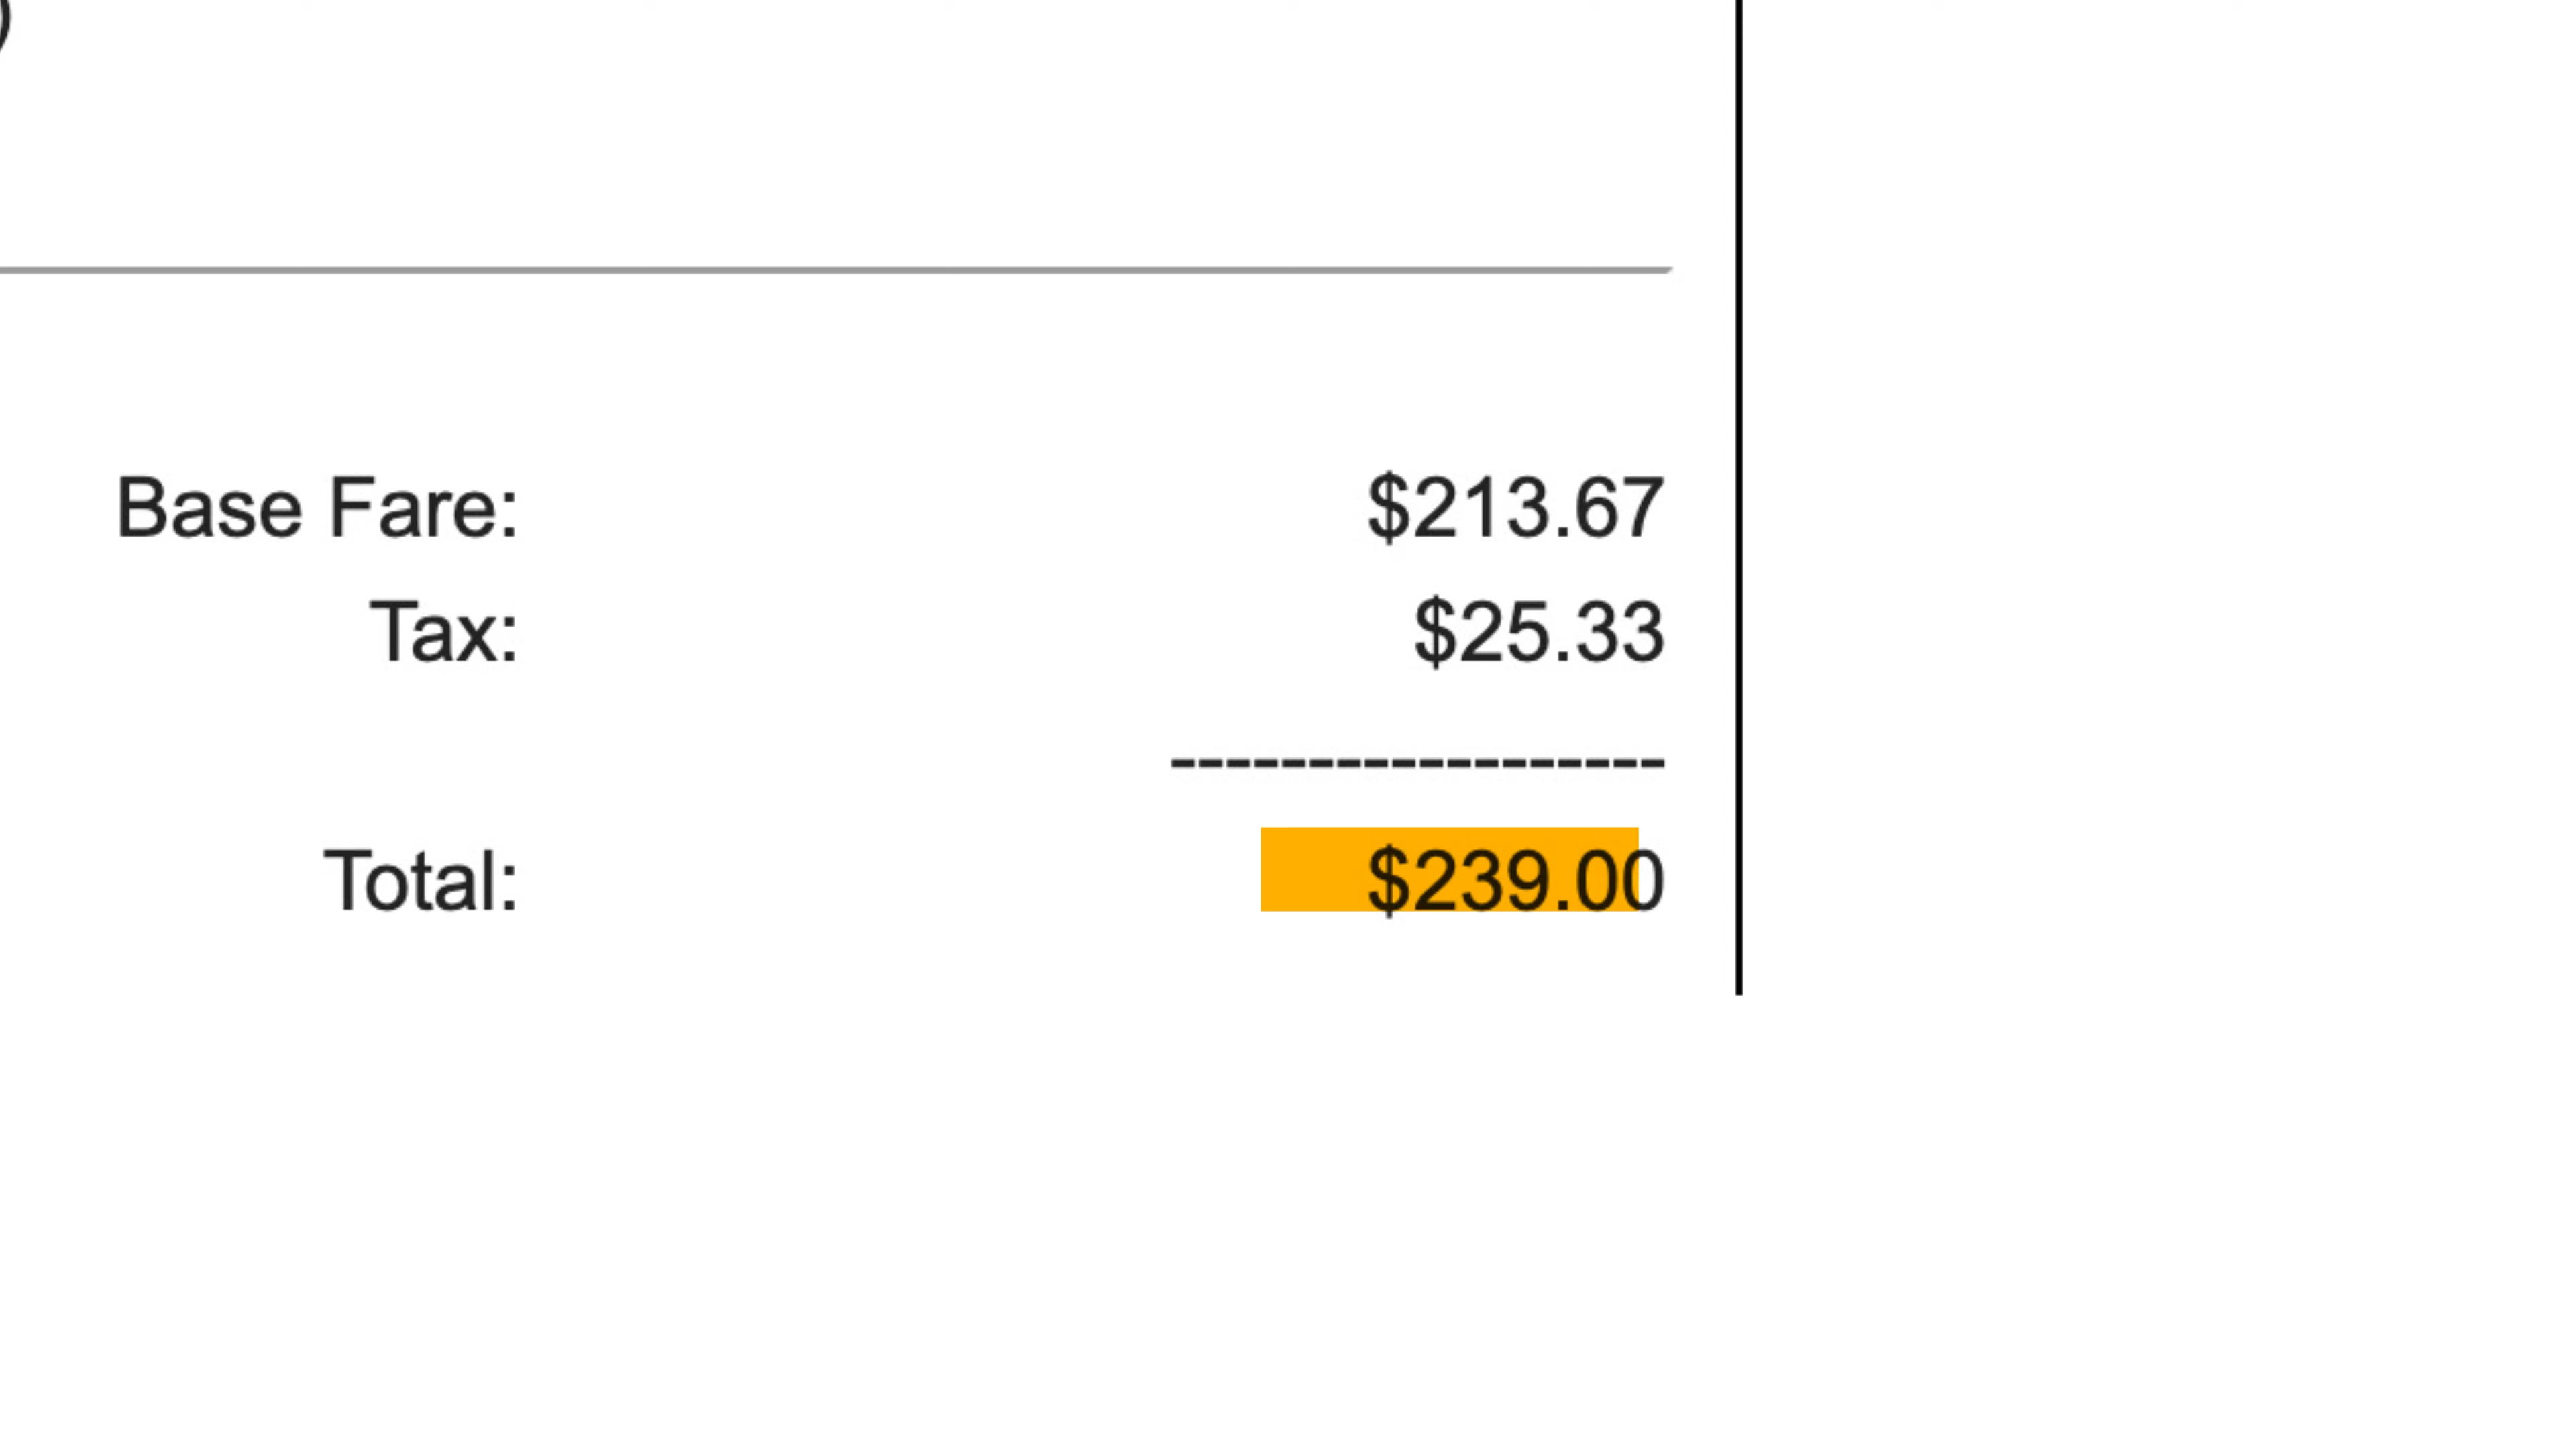 )
Base Fare: $213.67
Tax: $25.33
------------------
Total: $239.00